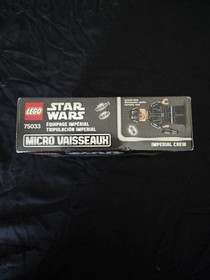 LEGO
STAR
WARS
75033
ÉQUIPAGE IMPÉRIAL
TRIPULACIÓN IMPERIAL
MICRO VAISSEAUX
IMPERIAL CREW